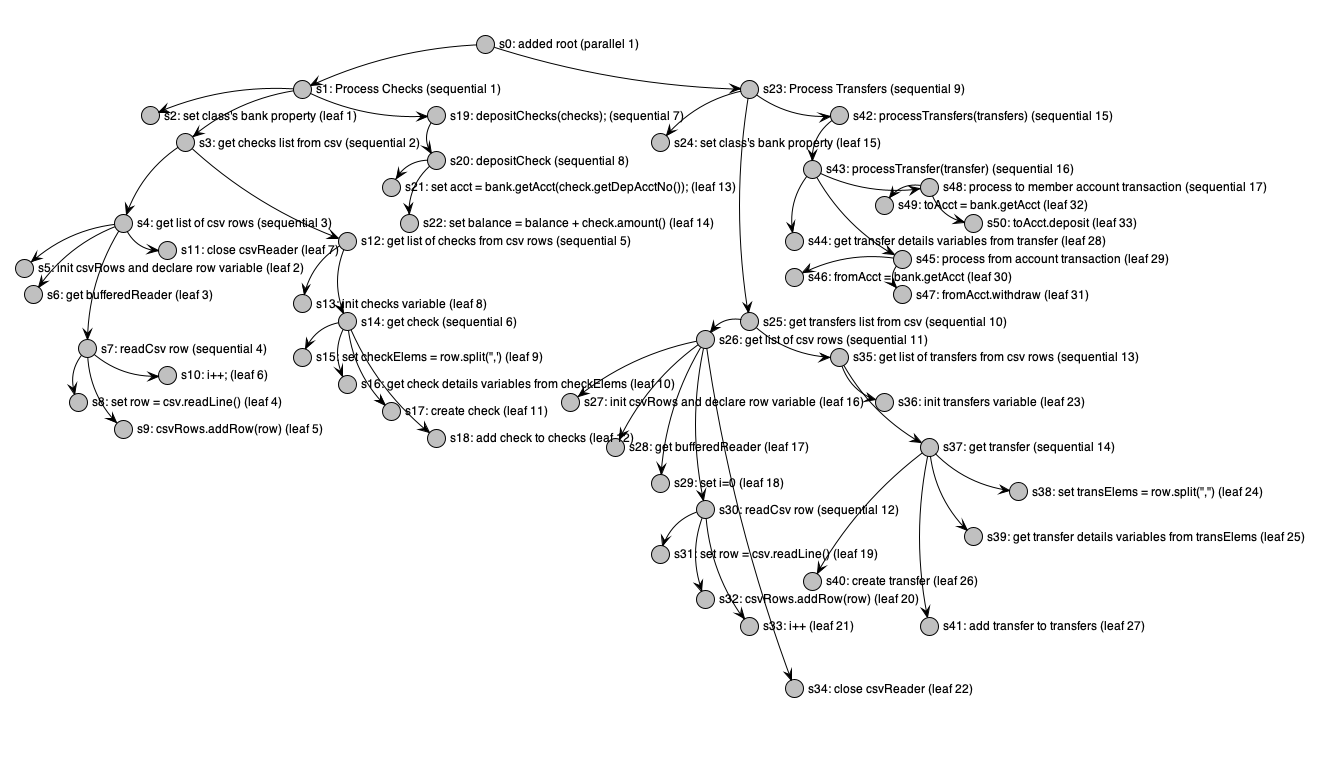 s0: added root (parallel 1)
s1: Process Checks (sequential 1)
s23: Process Transfers (sequential 9)
s2: set class's bank property (leaf 1)
s19: depositChecks(checks); (sequential 7)
s42: processTransfers(transfers) (sequential 15)
s3: get checks list from csv (sequential 2)
s24: set class's bank property (leaf 15)
s20: depositCheck (sequential 8)
s43: processTransfer(transfer) (sequential 16)
s21: set acct = bank.getAcct(check.getDepAcctNo()); (leaf 13)
s48: process to member account transaction (sequential 17)
s49: toAcct = bank.getAcct (leaf 32)
s4: get list of csv rows (sequential 3)
s22: set balance = balance + check.amount() (leaf 14)
s50: toAcct.deposit (leaf 33)
s11: close csvReader (leaf 7)
s12: get list of checks from csv rows (sequential 5)
s44: get transfer details variables from transfer (leaf 28)
s45: process from account transaction (leaf 29)
s5: init csvRows and declare row variable (leaf 2)
s46: fromAcct = bank.getAcct (leaf 30)
s6: get bufferedReader (leaf 3)
s47: fromAcct.withdraw (leaf 31)
s13: init checks variable (leaf 8)
s14: get check (sequential 6)
s25: get transfers list from csv (sequential 10)
s26: get list of csv rows (sequential 11)
s7: readCsv row (sequential 4)
s15: set checkElems = row.split(",') (leaf 9)
s35: get list of transfers from csv rows (sequential 13)
s10: i++; (leaf 6)
s16: get check details variables from checkElems (leaf 10)
s8: set row = csv.readLine() (leaf 4)
s27: init csvRows and declare row variable (leaf 16)
s36: init transfers variable (leaf 23)
s17: create check (leaf 11)
s9: csvRows.addRow(row) (leaf 5)
s18: add check to checks (leaf 12)
s28: get bufferedReader (leaf 17)
s37: get transfer (sequential 14)
s29: set i=0 (leaf 18)
s38: set transElems = row.split(",") (leaf 24)
s30: readCsv row (sequential 12)
s39: get transfer details variables from transElems (leaf 25)
s31: set row = csv.readLine() (leaf 19)
s40: create transfer (leaf 26)
s32: csvRows.addRow(row) (leaf 20)
s33: i++ (leaf 21)
s41: add transfer to transfers (leaf 27)
s34: close csvReader (leaf 22)